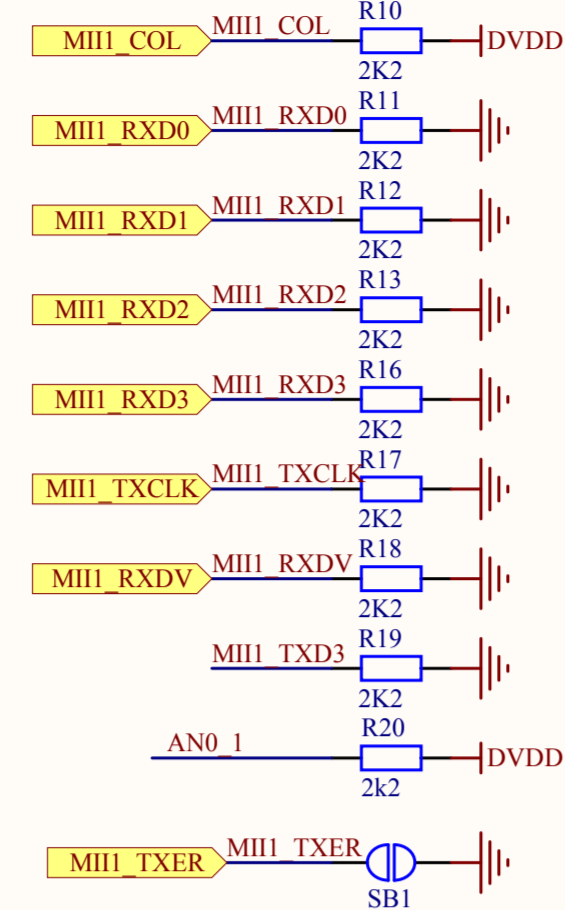 R10
MII1_COL MII1_COL DVDD
2K2
R11
MII1_RXD0 MII1_RXD0
2K2
R12
MII1_RXD1 MII1_RXD1
2K2
R13
MII1_RXD2 MII1_RXD2
2K2
R16
MII1_RXD3 MII1_RXD3
2K2
R17
MII1_TXCLK MII1_TXCLK
2K2
R18
MII1_RXDV MII1_RXDV
2K2
R19
MII1_TXD3
2K2
R20
AN0_1 DVDD
2k2
MII1_TXER MII1_TXER
SB1